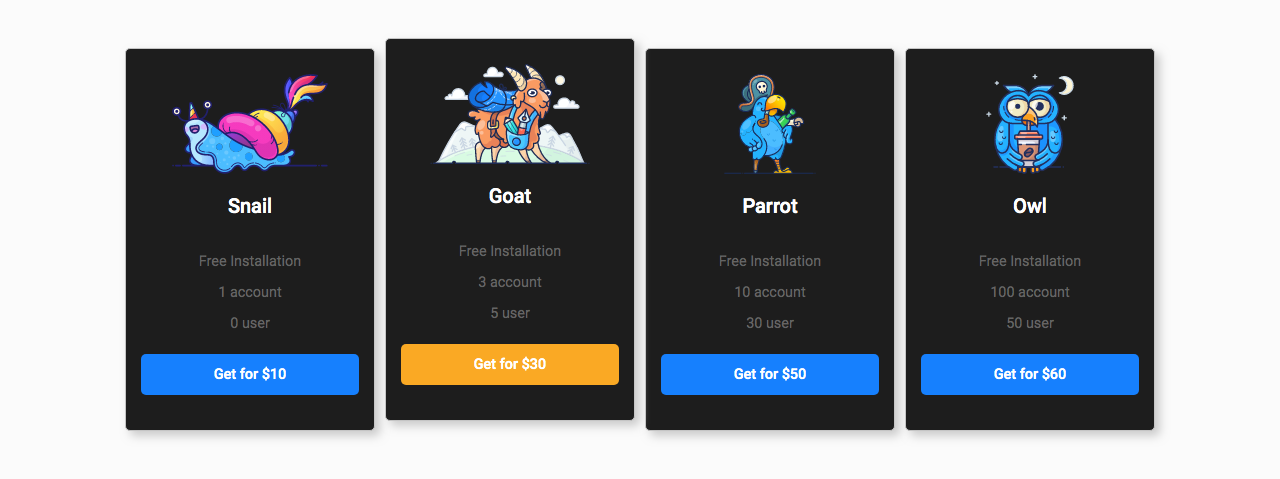 Snail
Free Installation
1 account
0 user
Get for $10
Goat
Free Installation
3 account
5 user
Get for $30
Parrot
Free Installation
10 account
30 user
Get for $50
Owl
Free Installation
100 account
50 user
Get for $60